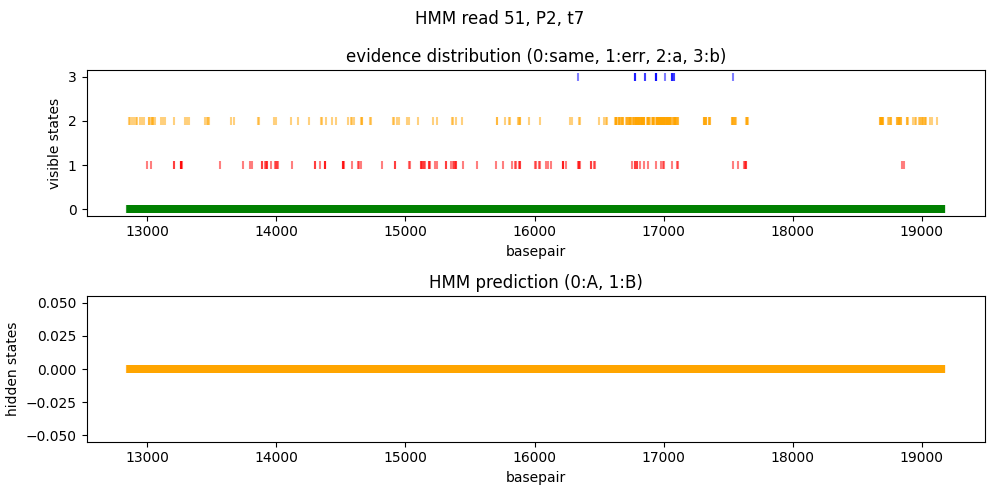 HMM read 51, P2, t7
evidence distribution (0:same, 1:err, 2:a, 3:b)
visible states
3
2
1
0
13000 14000 15000 16000 17000 18000 19000
basepair
HMM prediction (0:A, 1:B)
hidden states
0.050
0.025
0.000
−0.025
−0.050
13000 14000 15000 16000 17000 18000 19000
basepair